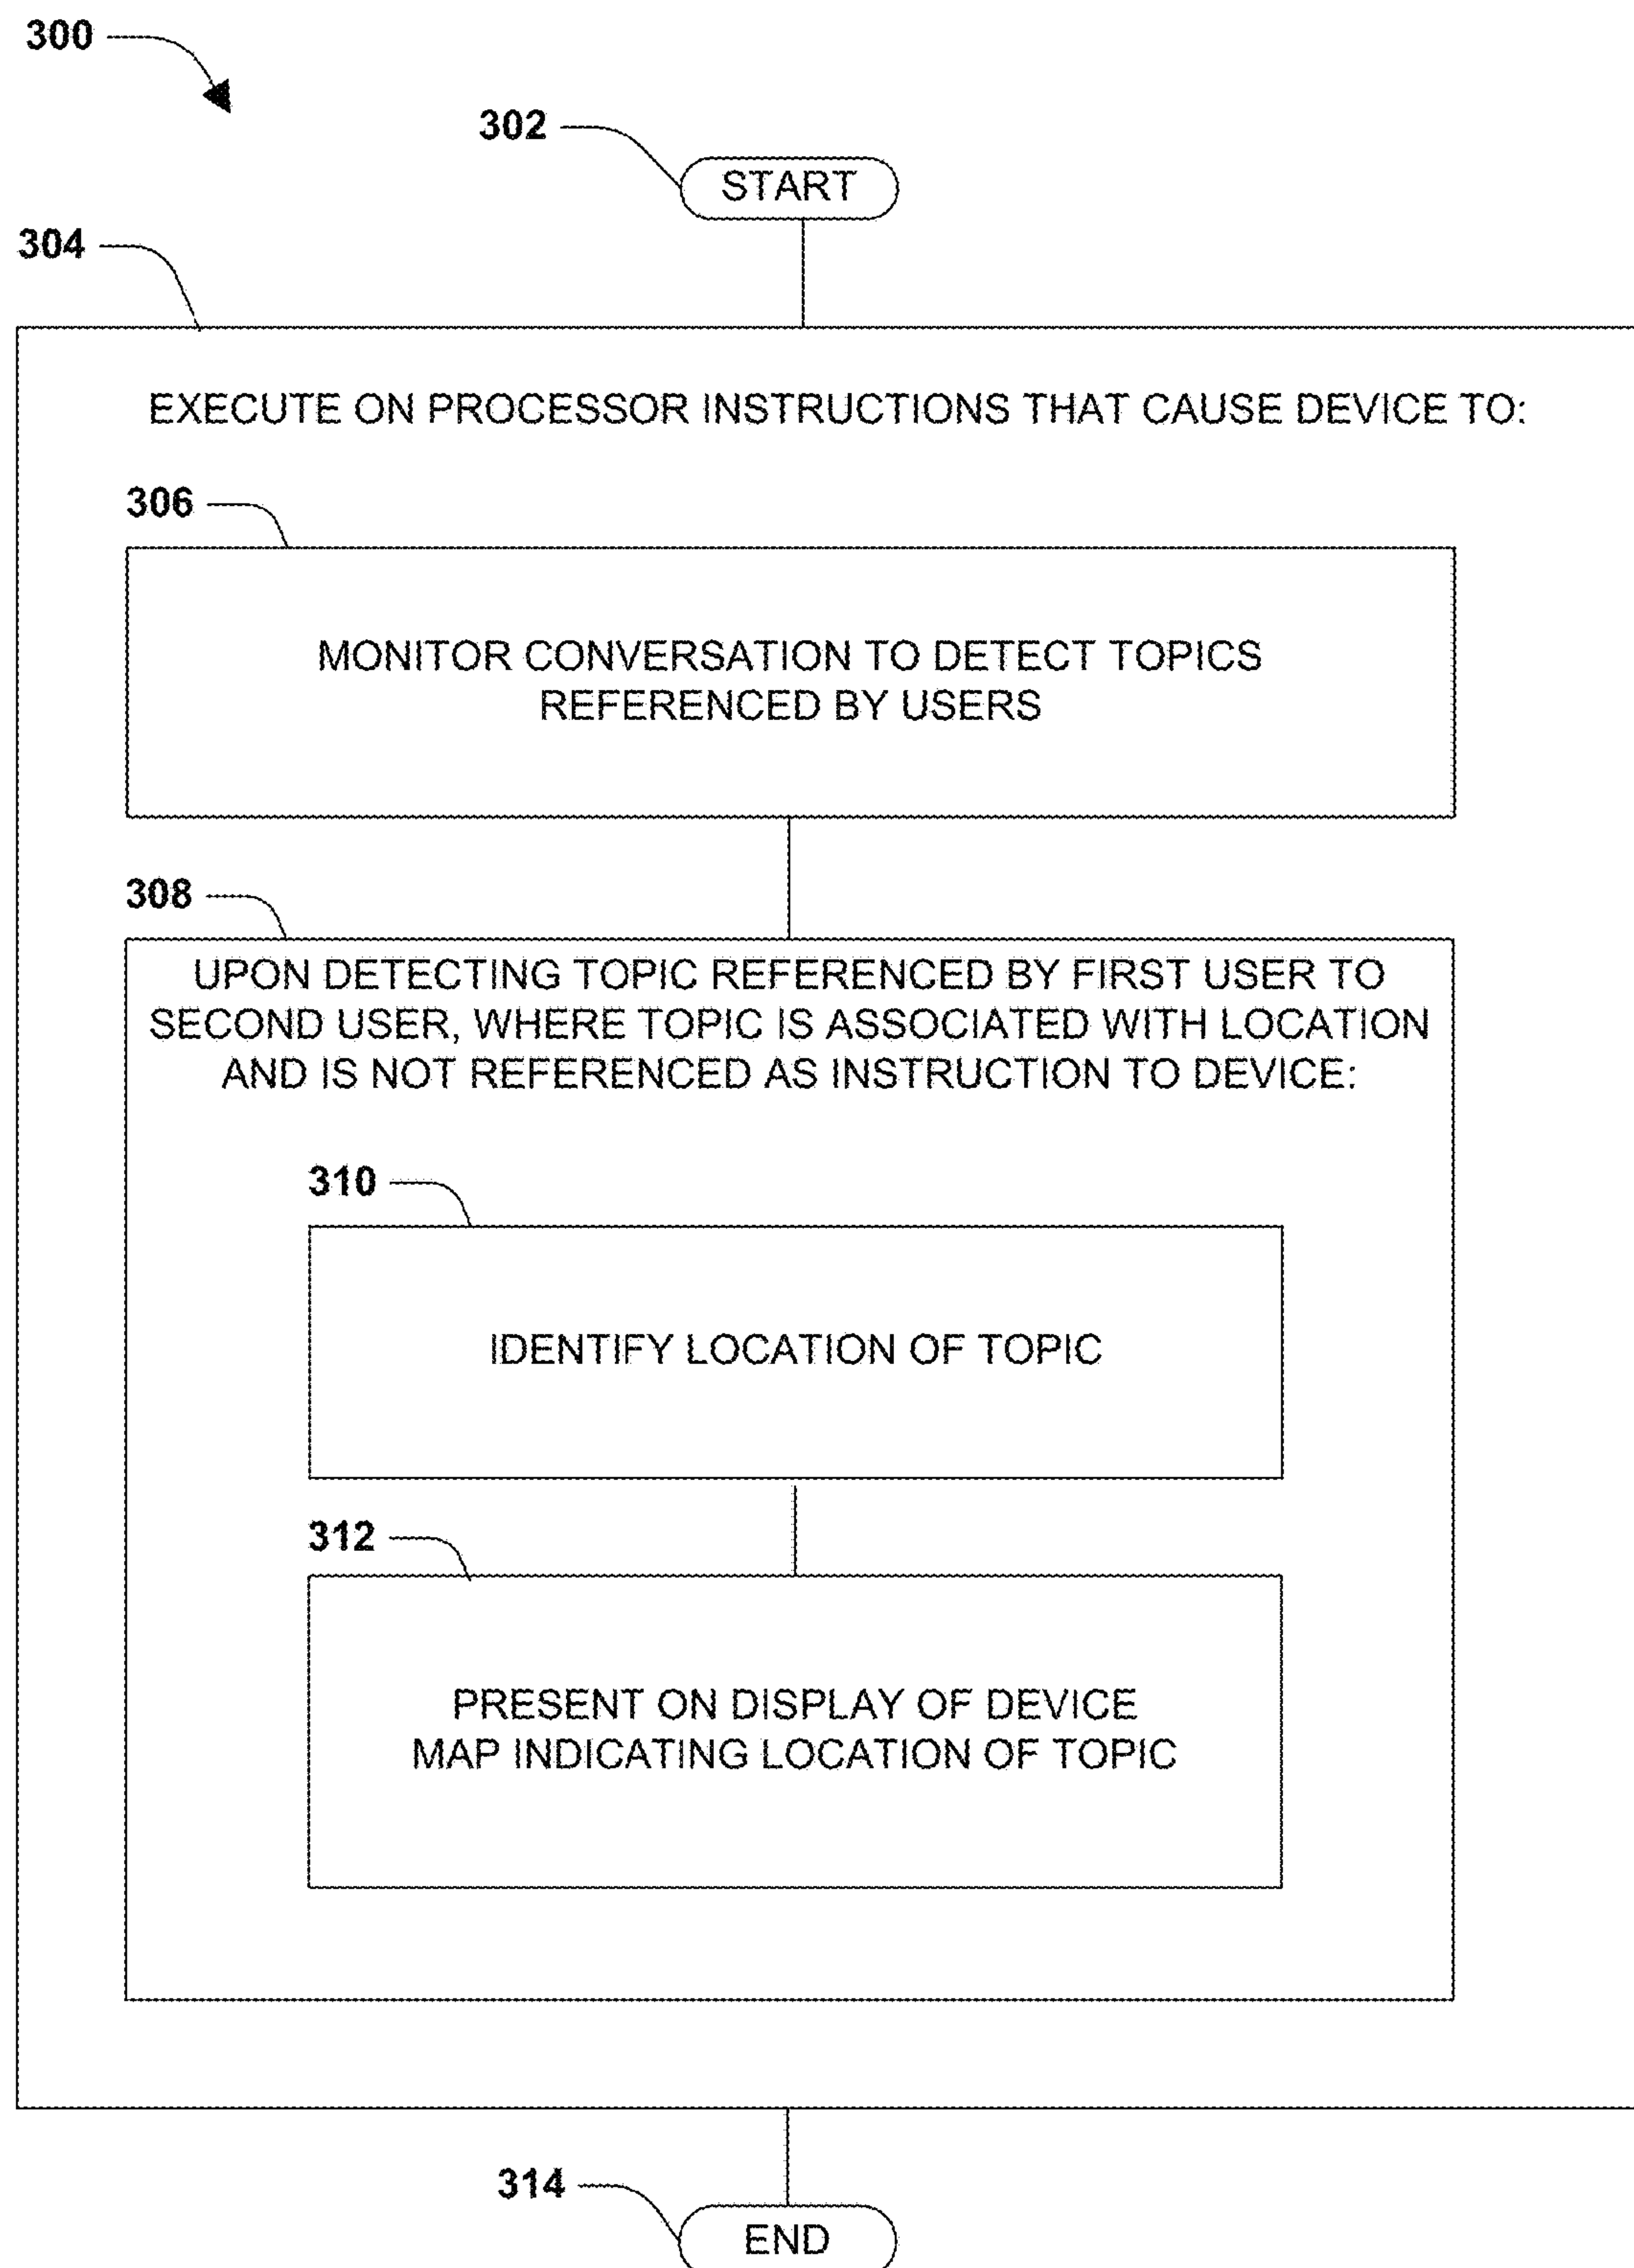 300
302
START
304
EXECUTE ON PROCESSOR INSTRUCTIONS THAT CAUSE DEVICE TO:
306
MONITOR CONVERSATION TO DETECT TOPICS
REFERENCED BY USERS
308
UPON DETECTING TOPIC REFERENCED BY FIRST USER TO
SECOND USER, WHERE TOPIC IS ASSOCIATED WITH LOCATION
AND IS NOT REFERENCED AS INSTRUCTION TO DEVICE:
310
IDENTIFY LOCATION OF TOPIC
312
PRESENT ON DISPLAY OF DEVICE
MAP INDICATING LOCATION OF TOPIC
314
END